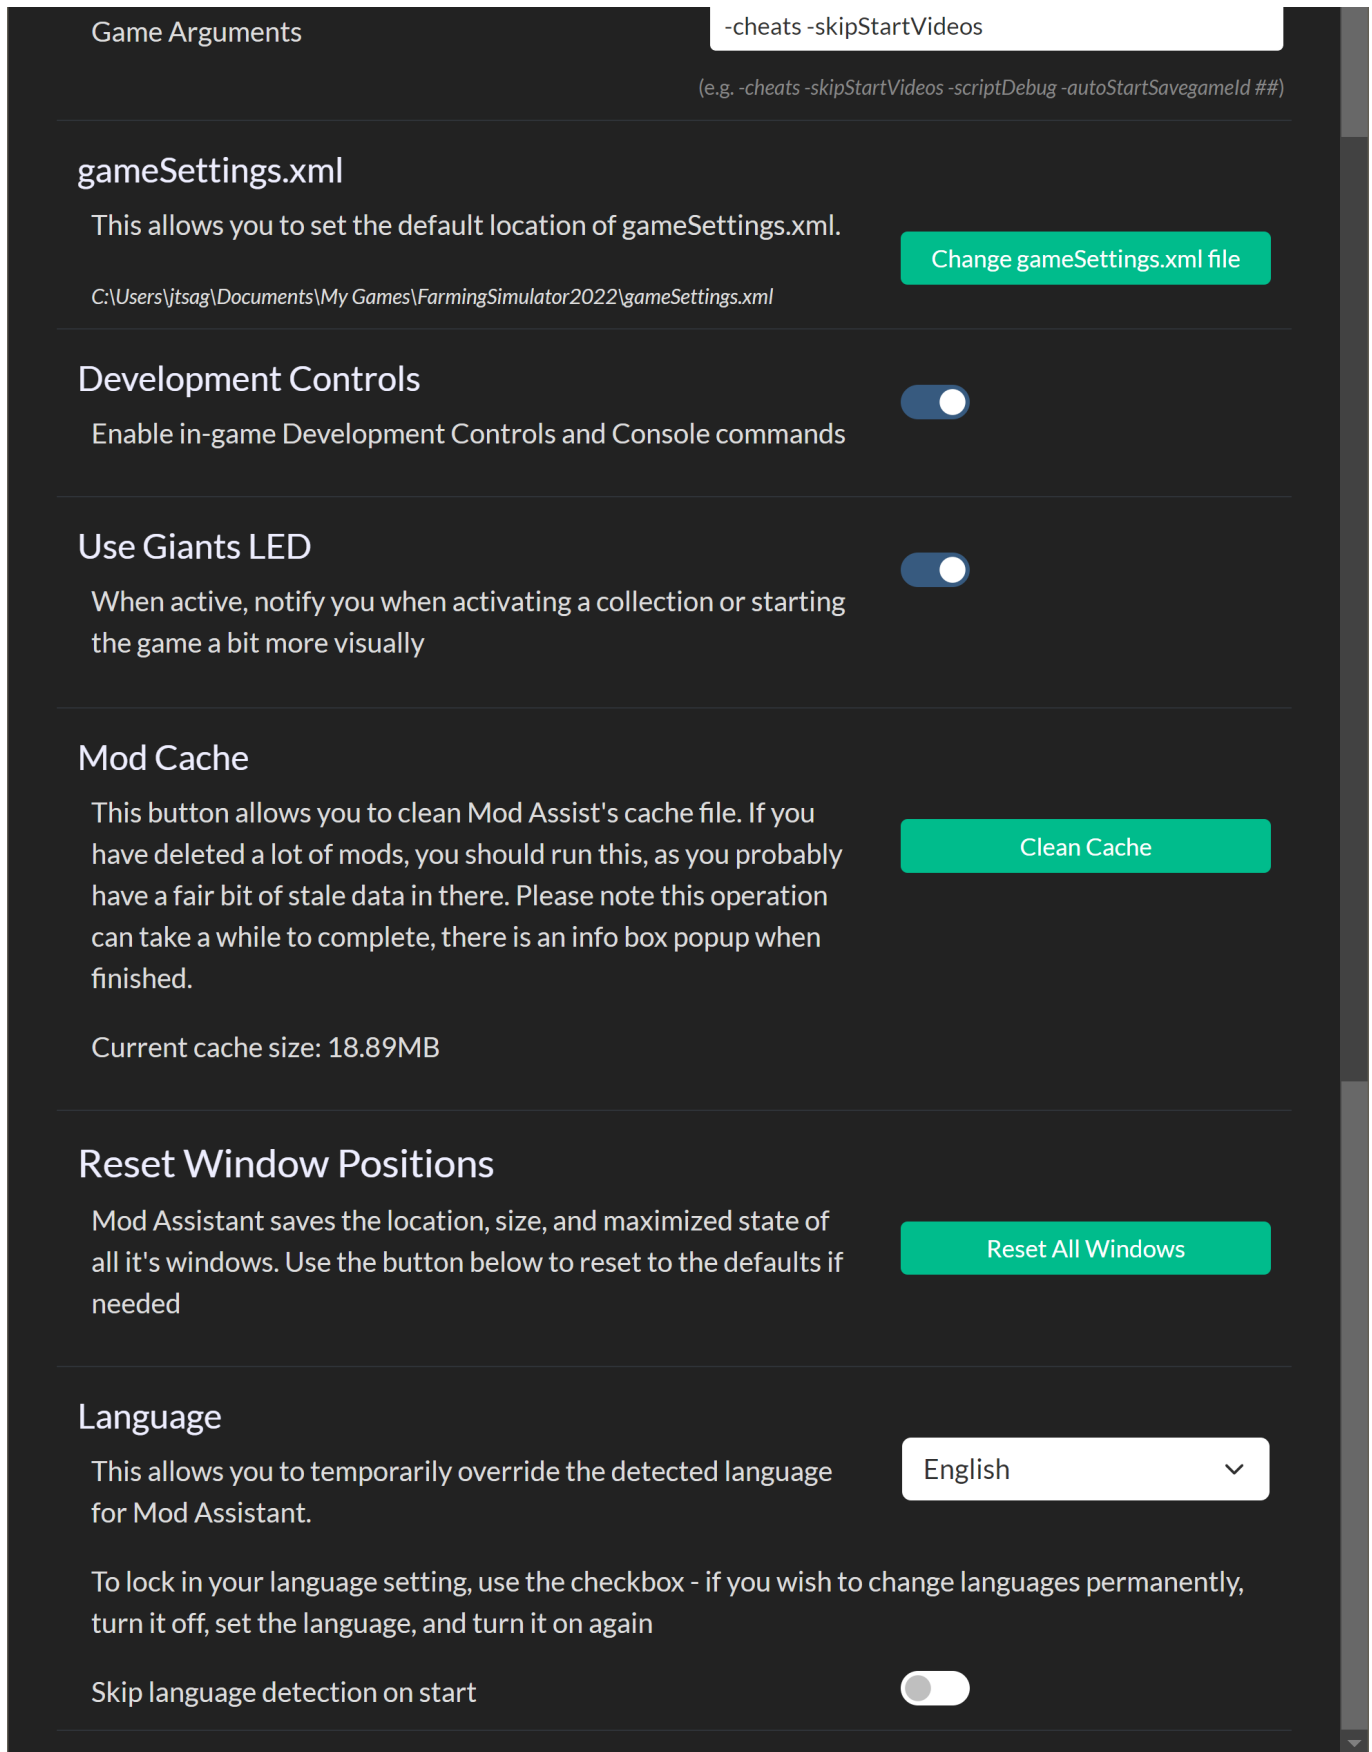 Game Arguments
-cheats -skipStartVideos
(e.g. -cheats -skipStartVideos -scriptDebug -autoStartSavegameId ##)
gameSettings.xml
This allows you to set the default location of gameSettings.xml.
Change gameSettings.xml file
C:\Users\jtsag\Documents\My Games\FarmingSimulator2022\gameSettings.xml
Development Controls
Enable in-game Development Controls and Console commands
Use Giants LED
When active, notify you when activating a collection or starting
the game a bit more visually
Mod Cache
This button allows you to clean Mod Assist's cache file. If you
have deleted a lot of mods, you should run this, as you probably
have a fair bit of stale data in there. Please note this operation
can take a while to complete, there is an info box popup when
finished.
Clean Cache
Current cache size: 18.89MB
Reset Window Positions
Mod Assistant saves the location, size, and maximized state of
all it's windows. Use the button below to reset to the defaults if
needed
Reset All Windows
Language
This allows you to temporarily override the detected language
for Mod Assistant.
English
To lock in your language setting, use the checkbox - if you wish to change languages permanently,
turn it off, set the language, and turn it on again
Skip language detection on start